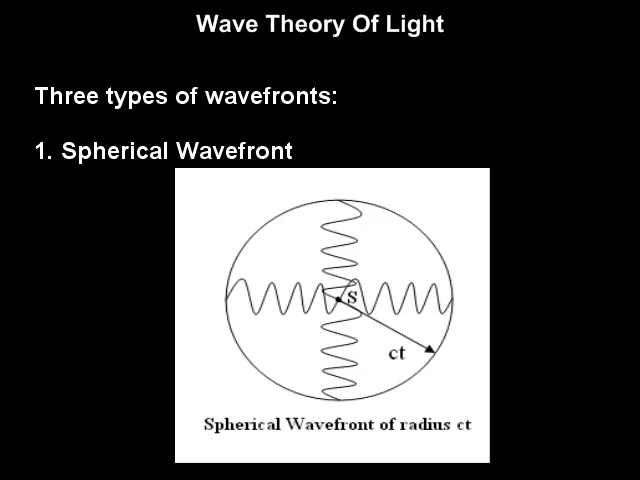 Wave Theory Of Light
Three types of wavefronts:
1. Spherical Wavefront
S
ct
Spherical Wavefront of radius ct